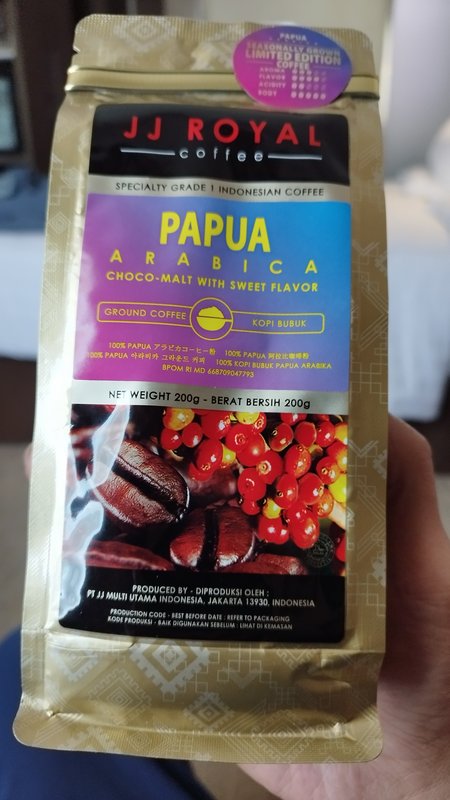 PAPUA
SEASONALLY GROWN
LIMITED EDITION
COFFEE
AROMA
FLAVOR
ACIDITY
BODY
JJ ROYAL
coffee
SPECIALTY GRADE 1 INDONESIAN COFFEE
PAPUA
ARABICA
CHOCO-MALT WITH SWEET FLAVOR
GROUND COFFEE
KOPI BUBUK
100% PAPUA アラビカコーヒー粉 100% PAPUA 阿拉比咖啡粉
100% PAPUA 아라비카 그라운드 커피 100% KOPI BUBUK PAPUA ARABIKA
BPOM RI MD 668709047793
NET WEIGHT 200g - BERAT BERSIH 200g
PRODUCED BY - DIPRODUKSI OLEH :
PT JJ MULTI UTAMA INDONESIA, JAKARTA 13930, INDONESIA
PRODUCTION CODE - BEST BEFORE DATE : REFER TO PACKAGING
KODE PRODUKSI - BAIK DIGUNAKAN SEBELUM : LIHAT DI KEMASAN